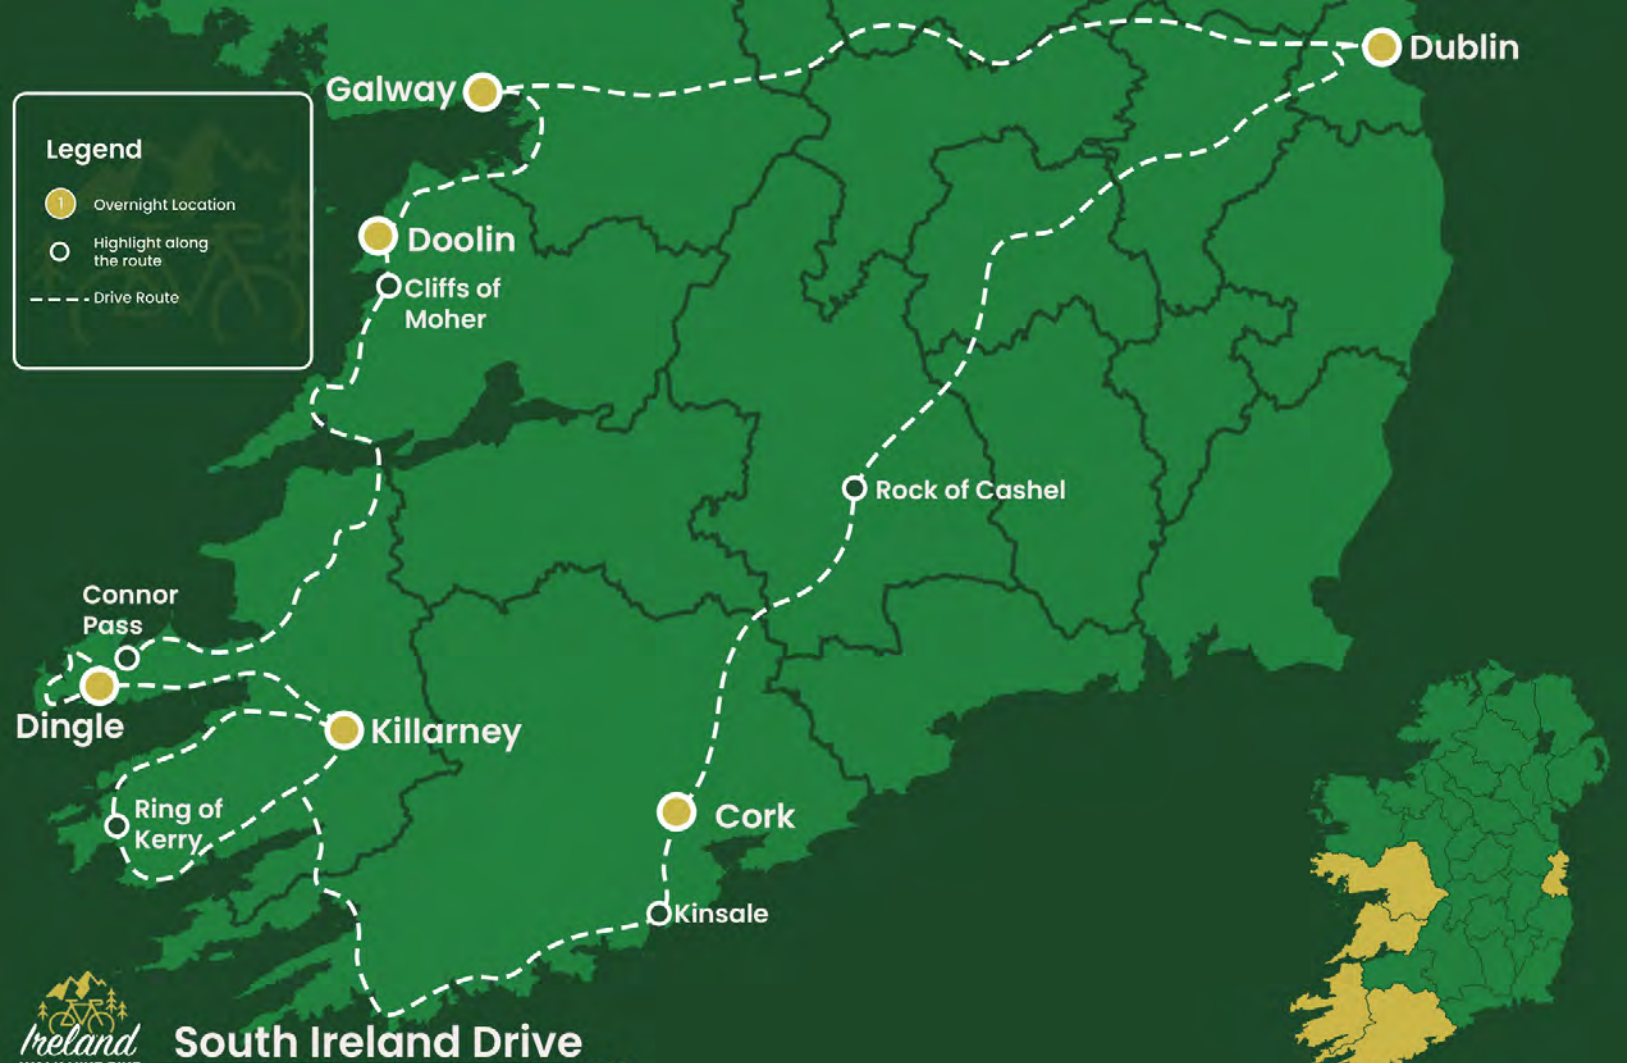 Dublin
Galway
Legend
1
Overnight Location
Highlight along
the route
Drive Route
Doolin
Cliffs of
Moher
Rock of Cashel
Connor
Pass
Dingle
Killarney
Ring of
Kerry
Cork
Kinsale
Ireland
South Ireland Drive